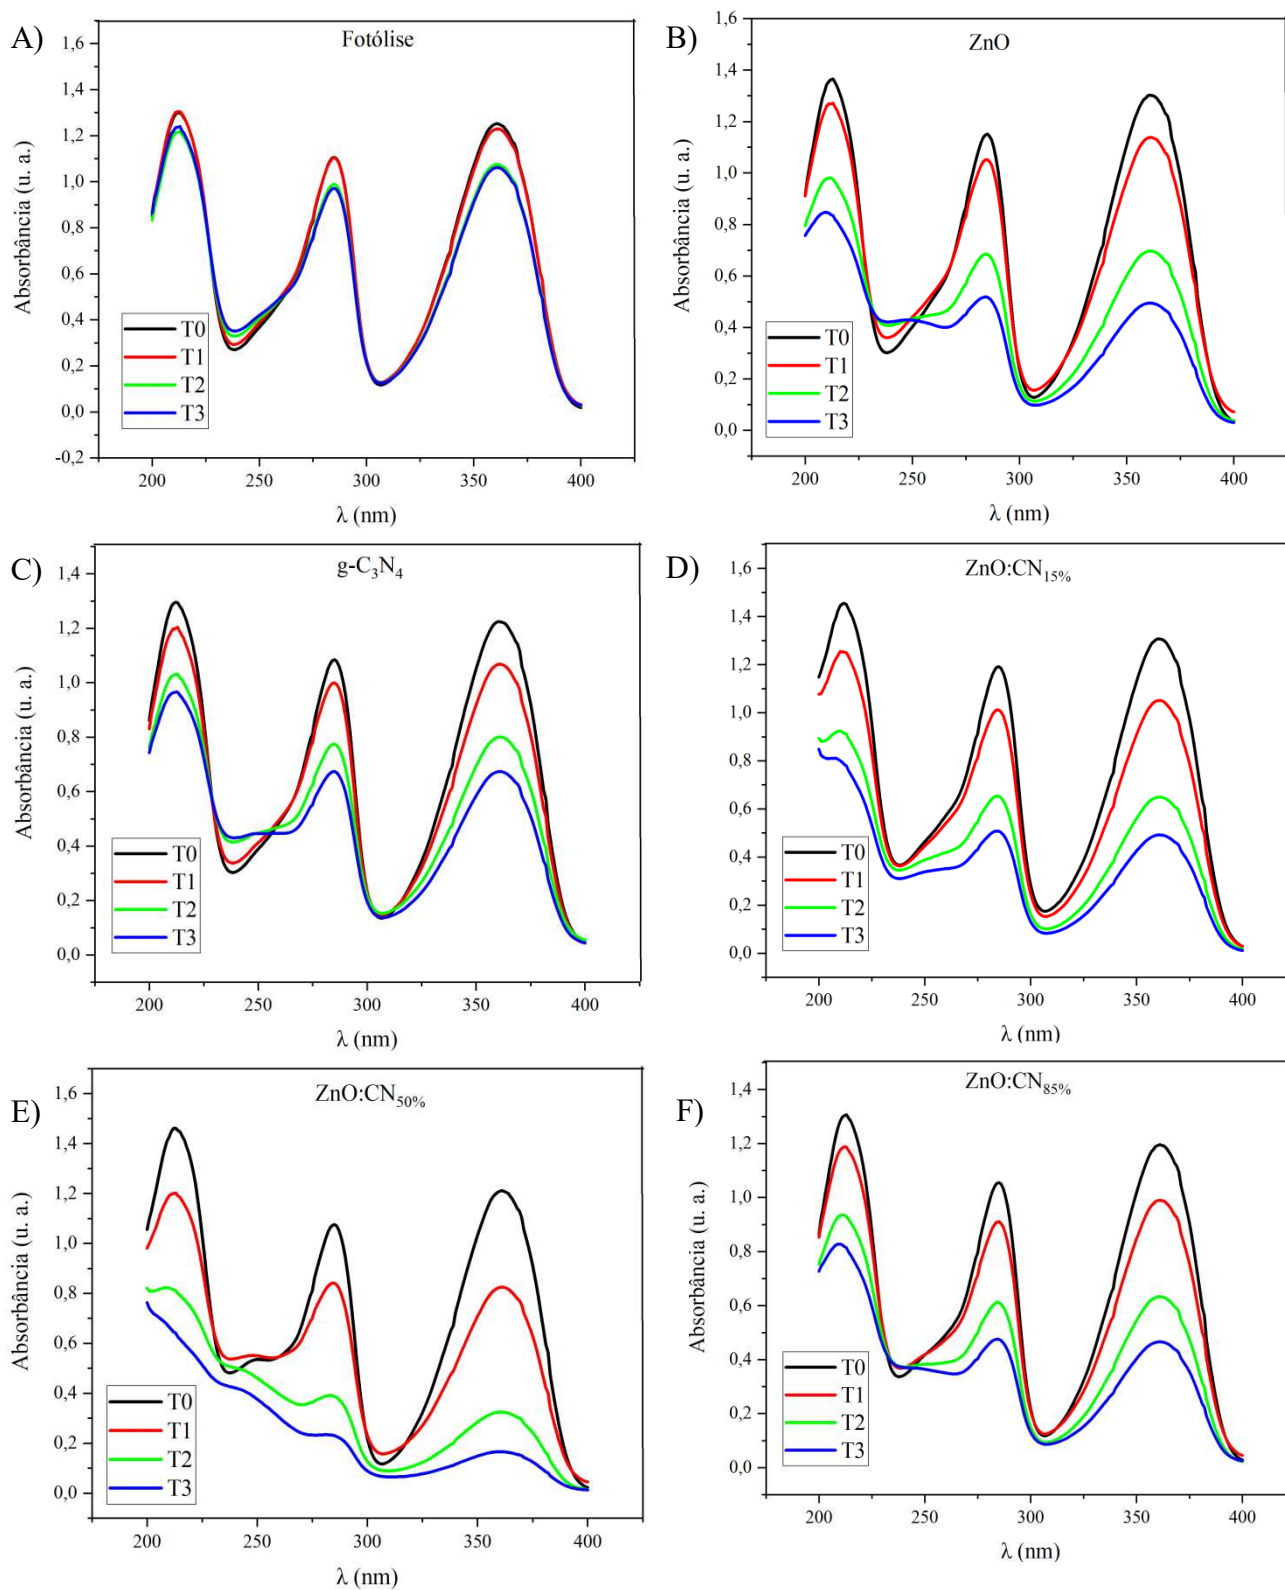 A)
Fotólise
Absorbância (u. a.)
1,6
1,4
1,2
1,0
0,8
0,6
0,4
0,2
0,0
-0,2
T0
T1
T2
T3
200
250
300
350
400
λ (nm)
B)
ZnO
Absorbância (u. a.)
1,6
1,4
1,2
1,0
0,8
0,6
0,4
0,2
0,0
T0
T1
T2
T3
200
250
300
350
400
λ (nm)
C)
g-C₃N₄
Absorbância (u. a.)
1,4
1,2
1,0
0,8
0,6
0,4
0,2
0,0
T0
T1
T2
T3
200
250
300
350
400
λ (nm)
D)
ZnO:CN₁₅%
Absorbância (u. a.)
1,6
1,4
1,2
1,0
0,8
0,6
0,4
0,2
0,0
T0
T1
T2
T3
200
250
300
350
400
λ (nm)
E)
ZnO:CN₅₀%
Absorbância (u. a.)
1,6
1,4
1,2
1,0
0,8
0,6
0,4
0,2
0,0
T0
T1
T2
T3
200
250
300
350
400
λ (nm)
F)
ZnO:CN₈₅%
Absorbância (u. a.)
1,4
1,2
1,0
0,8
0,6
0,4
0,2
0,0
T0
T1
T2
T3
200
250
300
350
400
λ (nm)